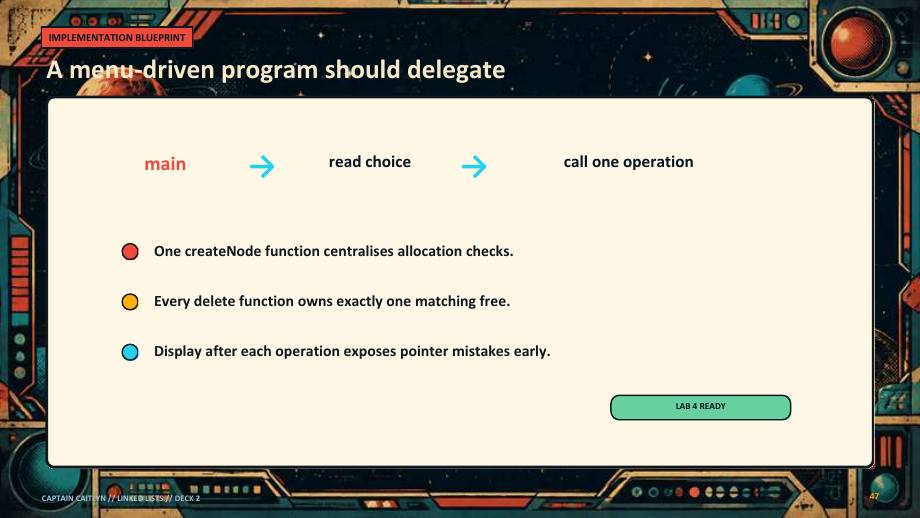 IMPLEMENTATION BLUEPRINT
A menu-driven program should delegate
main → read choice → call one operation
One createNode function centralises allocation checks.
Every delete function owns exactly one matching free.
Display after each operation exposes pointer mistakes early.
LAB 4 READY
CAPTAIN CAITLYN // LINKED LISTS // DECK 2
47